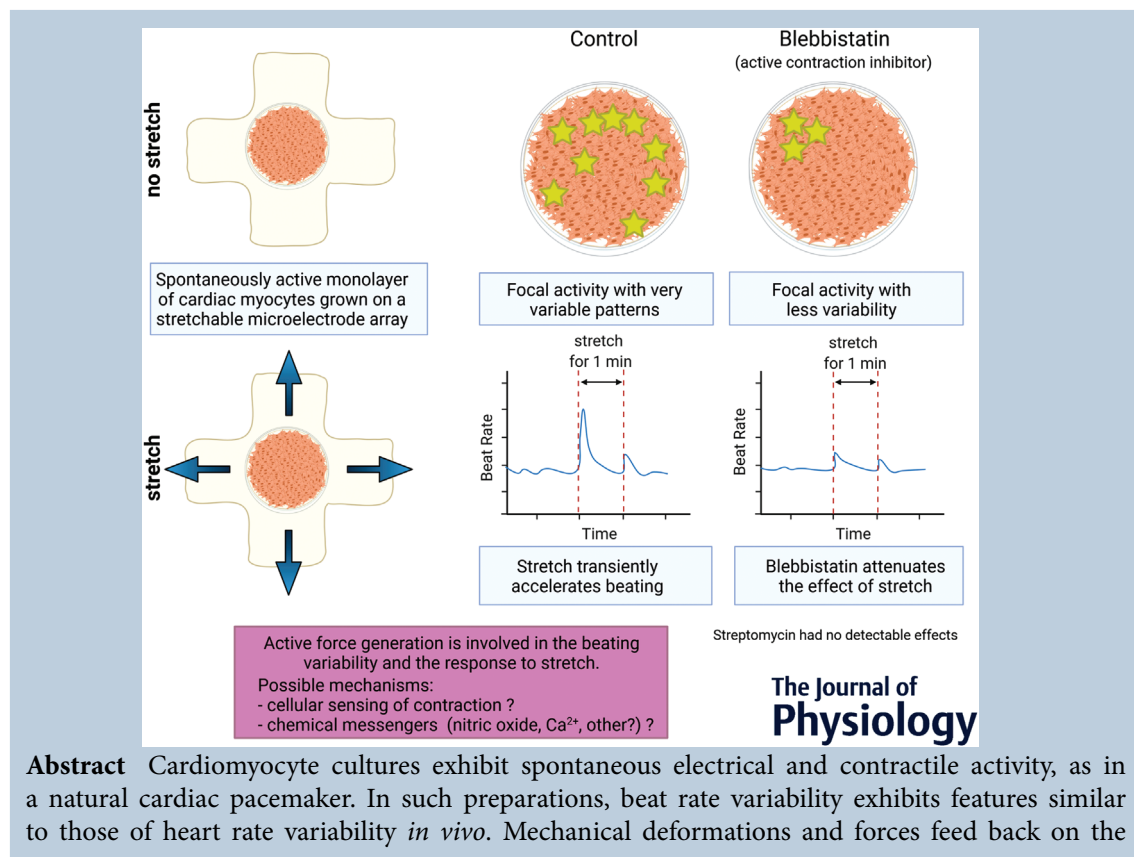 no stretch
Control
Blebbistatin
(active contraction inhibitor)
Spontaneously active monolayer
of cardiac myocytes grown on a
stretchable microelectrode array
Focal activity with very
variable patterns
Focal activity with
less variability
stretch
stretch
for 1 min
Beat Rate
Time
stretch
for 1 min
Beat Rate
Time
Stretch transiently
accelerates beating
Blebbistatin attenuates
the effect of stretch
Active force generation is involved in the beating
variability and the response to stretch.
Possible mechanisms:
- cellular sensing of contraction ?
- chemical messengers (nitric oxide, Ca²⁺, other?) ?
Streptomycin had no detectable effects
The Journal of
Physiology
Abstract Cardiomyocyte cultures exhibit spontaneous electrical and contractile activity, as in
a natural cardiac pacemaker. In such preparations, beat rate variability exhibits features similar
to those of heart rate variability in vivo. Mechanical deformations and forces feed back on the